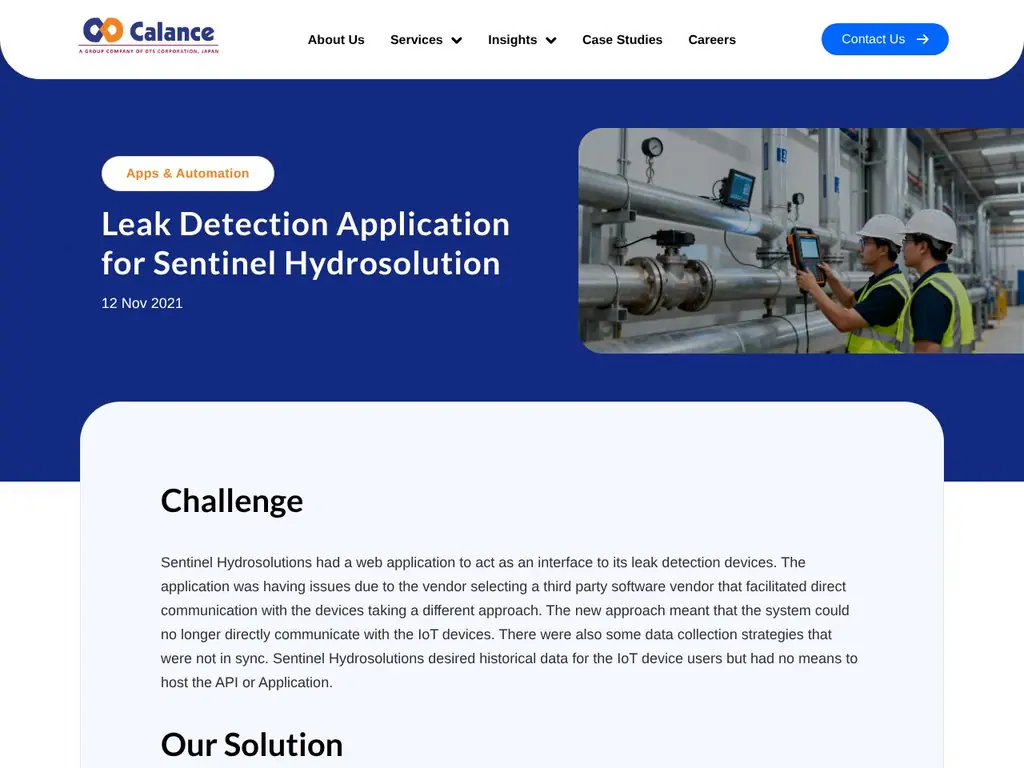 Calance
A GROUP COMPANY OF DTS CORPORATION, JAPAN
About Us
Services
Insights
Case Studies
Careers
Contact Us
Apps & Automation
Leak Detection Application
for Sentinel Hydrosolution
12 Nov 2021
Challenge
Sentinel Hydrosolutions had a web application to act as an interface to its leak detection devices. The
application was having issues due to the vendor selecting a third party software vendor that facilitated direct
communication with the devices taking a different approach. The new approach meant that the system could
no longer directly communicate with the IoT devices. There were also some data collection strategies that
were not in sync. Sentinel Hydrosolutions desired historical data for the IoT device users but had no means to
host the API or Application.
Our Solution